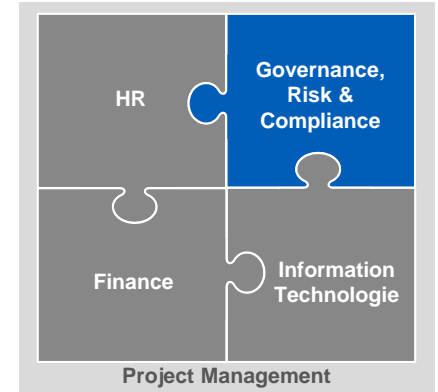 HR
Governance,
Risk &
Compliance
Finance
Information
Technologie
Project Management